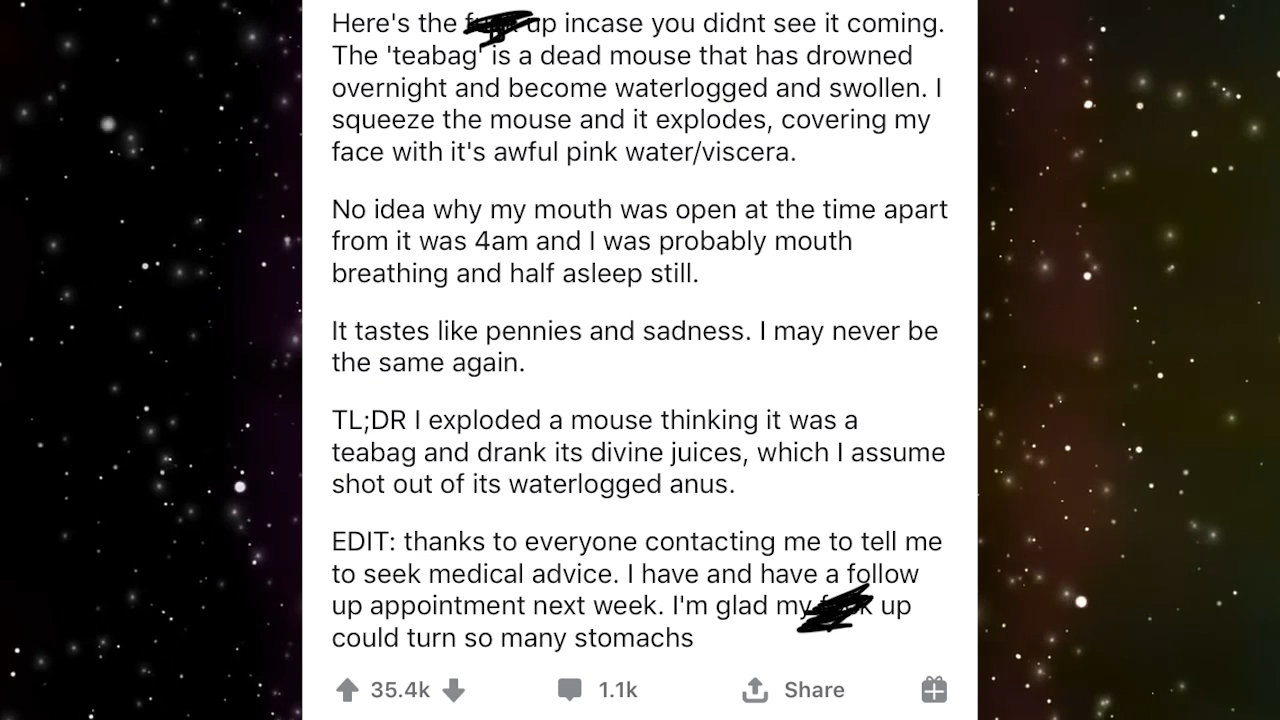 Here's the up incase you didnt see it coming.
The 'teabag' is a dead mouse that has drowned
overnight and become waterlogged and swollen. I
squeeze the mouse and it explodes, covering my
face with it's awful pink water/viscera.
No idea why my mouth was open at the time apart
from it was 4am and I was probably mouth
breathing and half asleep still.
It tastes like pennies and sadness. I may never be
the same again.
TL;DR I exploded a mouse thinking it was a
teabag and drank its divine juices, which I assume
shot out of its waterlogged anus.
EDIT: thanks to everyone contacting me to tell me
to seek medical advice. I have and have a follow
up appointment next week. I'm glad my up
could turn so many stomachs
35.4k 1.1k Share